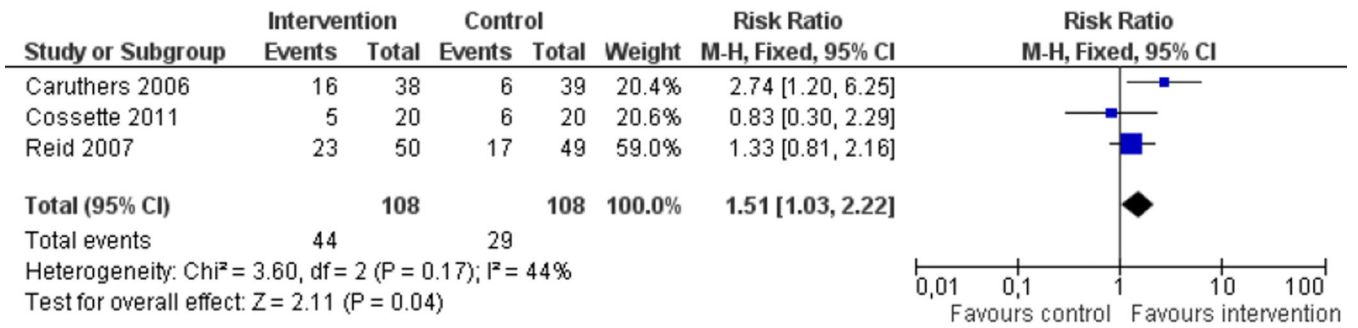 Intervention Control Risk Ratio Risk Ratio
Study or Subgroup Events Total Events Total Weight M-H, Fixed, 95% CI M-H, Fixed, 95% CI
Caruthers 2006 16 38 6 39 20.4% 2.74 [1.20, 6.25]
Cossette 2011 5 20 6 20 20.6% 0.83 [0.30, 2.29]
Reid 2007 23 50 17 49 59.0% 1.33 [0.81, 2.16]
Total (95% CI) 108 108 100.0% 1.51 [1.03, 2.22]
Total events 44 29
Heterogeneity: Chi² = 3.60, df = 2 (P = 0.17); I² = 44%
Test for overall effect: Z = 2.11 (P = 0.04)
0,01 0,1 1 10 100
Favours control Favours intervention